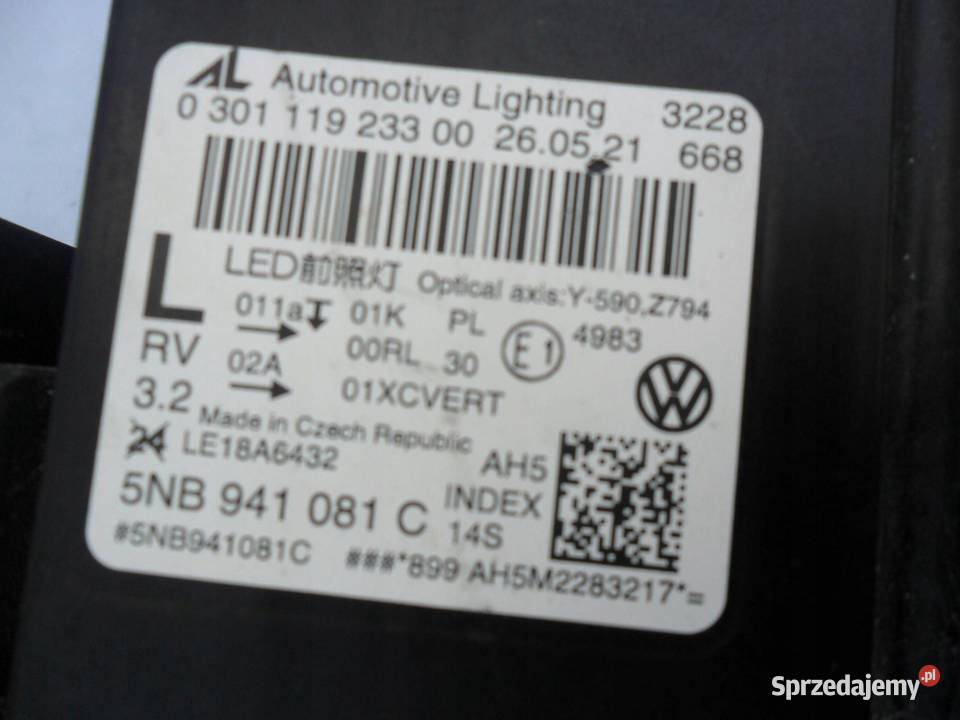 AL Automotive Lighting 3228
0 301 119 233 00 26.05.21 668
L LED前照灯 Optical axis:Y-590,Z794
011a 01K PL E1 4983
RV 02A 00RL 30
3.2 01XCVERT
Made in Czech Republic
24 LE18A6432 AH5
5NB 941 081 C INDEX
14S
#5NB941081C ###*899 AH5M2283217*=
Sprzedajemy.pl